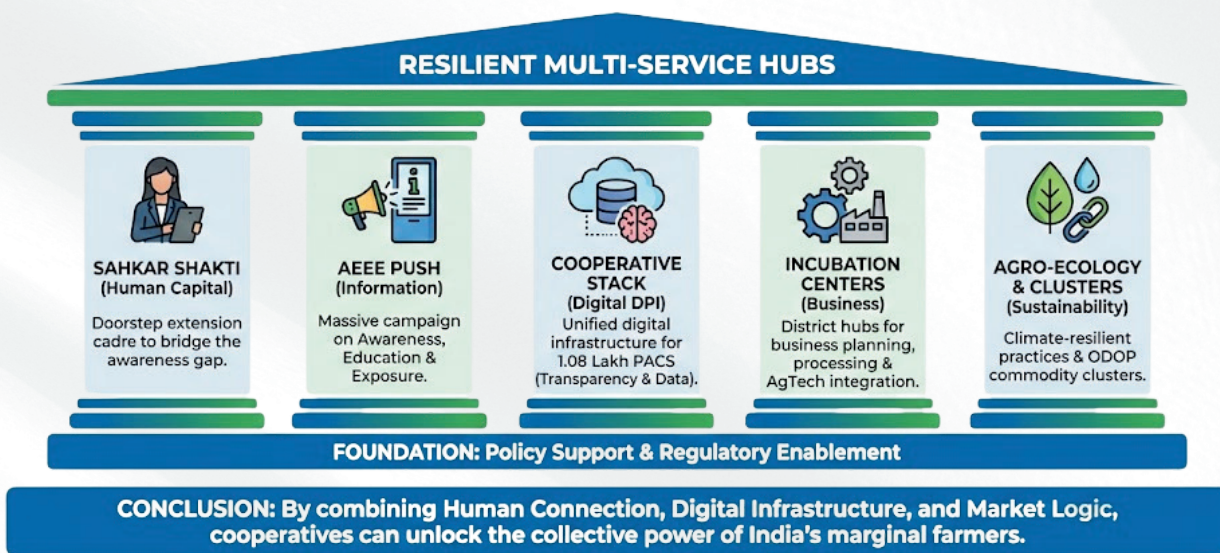 RESILIENT MULTI-SERVICE HUBS
SAHKAR SHAKTI
(Human Capital)
Doorstep extension
cadre to bridge the
awareness gap.
i
AEEE PUSH
(Information)
Massive campaign
on Awareness,
Education &
Exposure.
COOPERATIVE
STACK
(Digital DPI)
Unified digital
infrastructure for
1.08 Lakh PACS
(Transparency & Data).
INCUBATION
CENTERS
(Business)
District hubs for
business planning,
processing &
AgTech integration.
AGRO-ECOLOGY
& CLUSTERS
(Sustainability)
Climate-resilient
practices & ODOP
commodity clusters.
FOUNDATION: Policy Support & Regulatory Enablement
CONCLUSION: By combining Human Connection, Digital Infrastructure, and Market Logic,
cooperatives can unlock the collective power of India's marginal farmers.